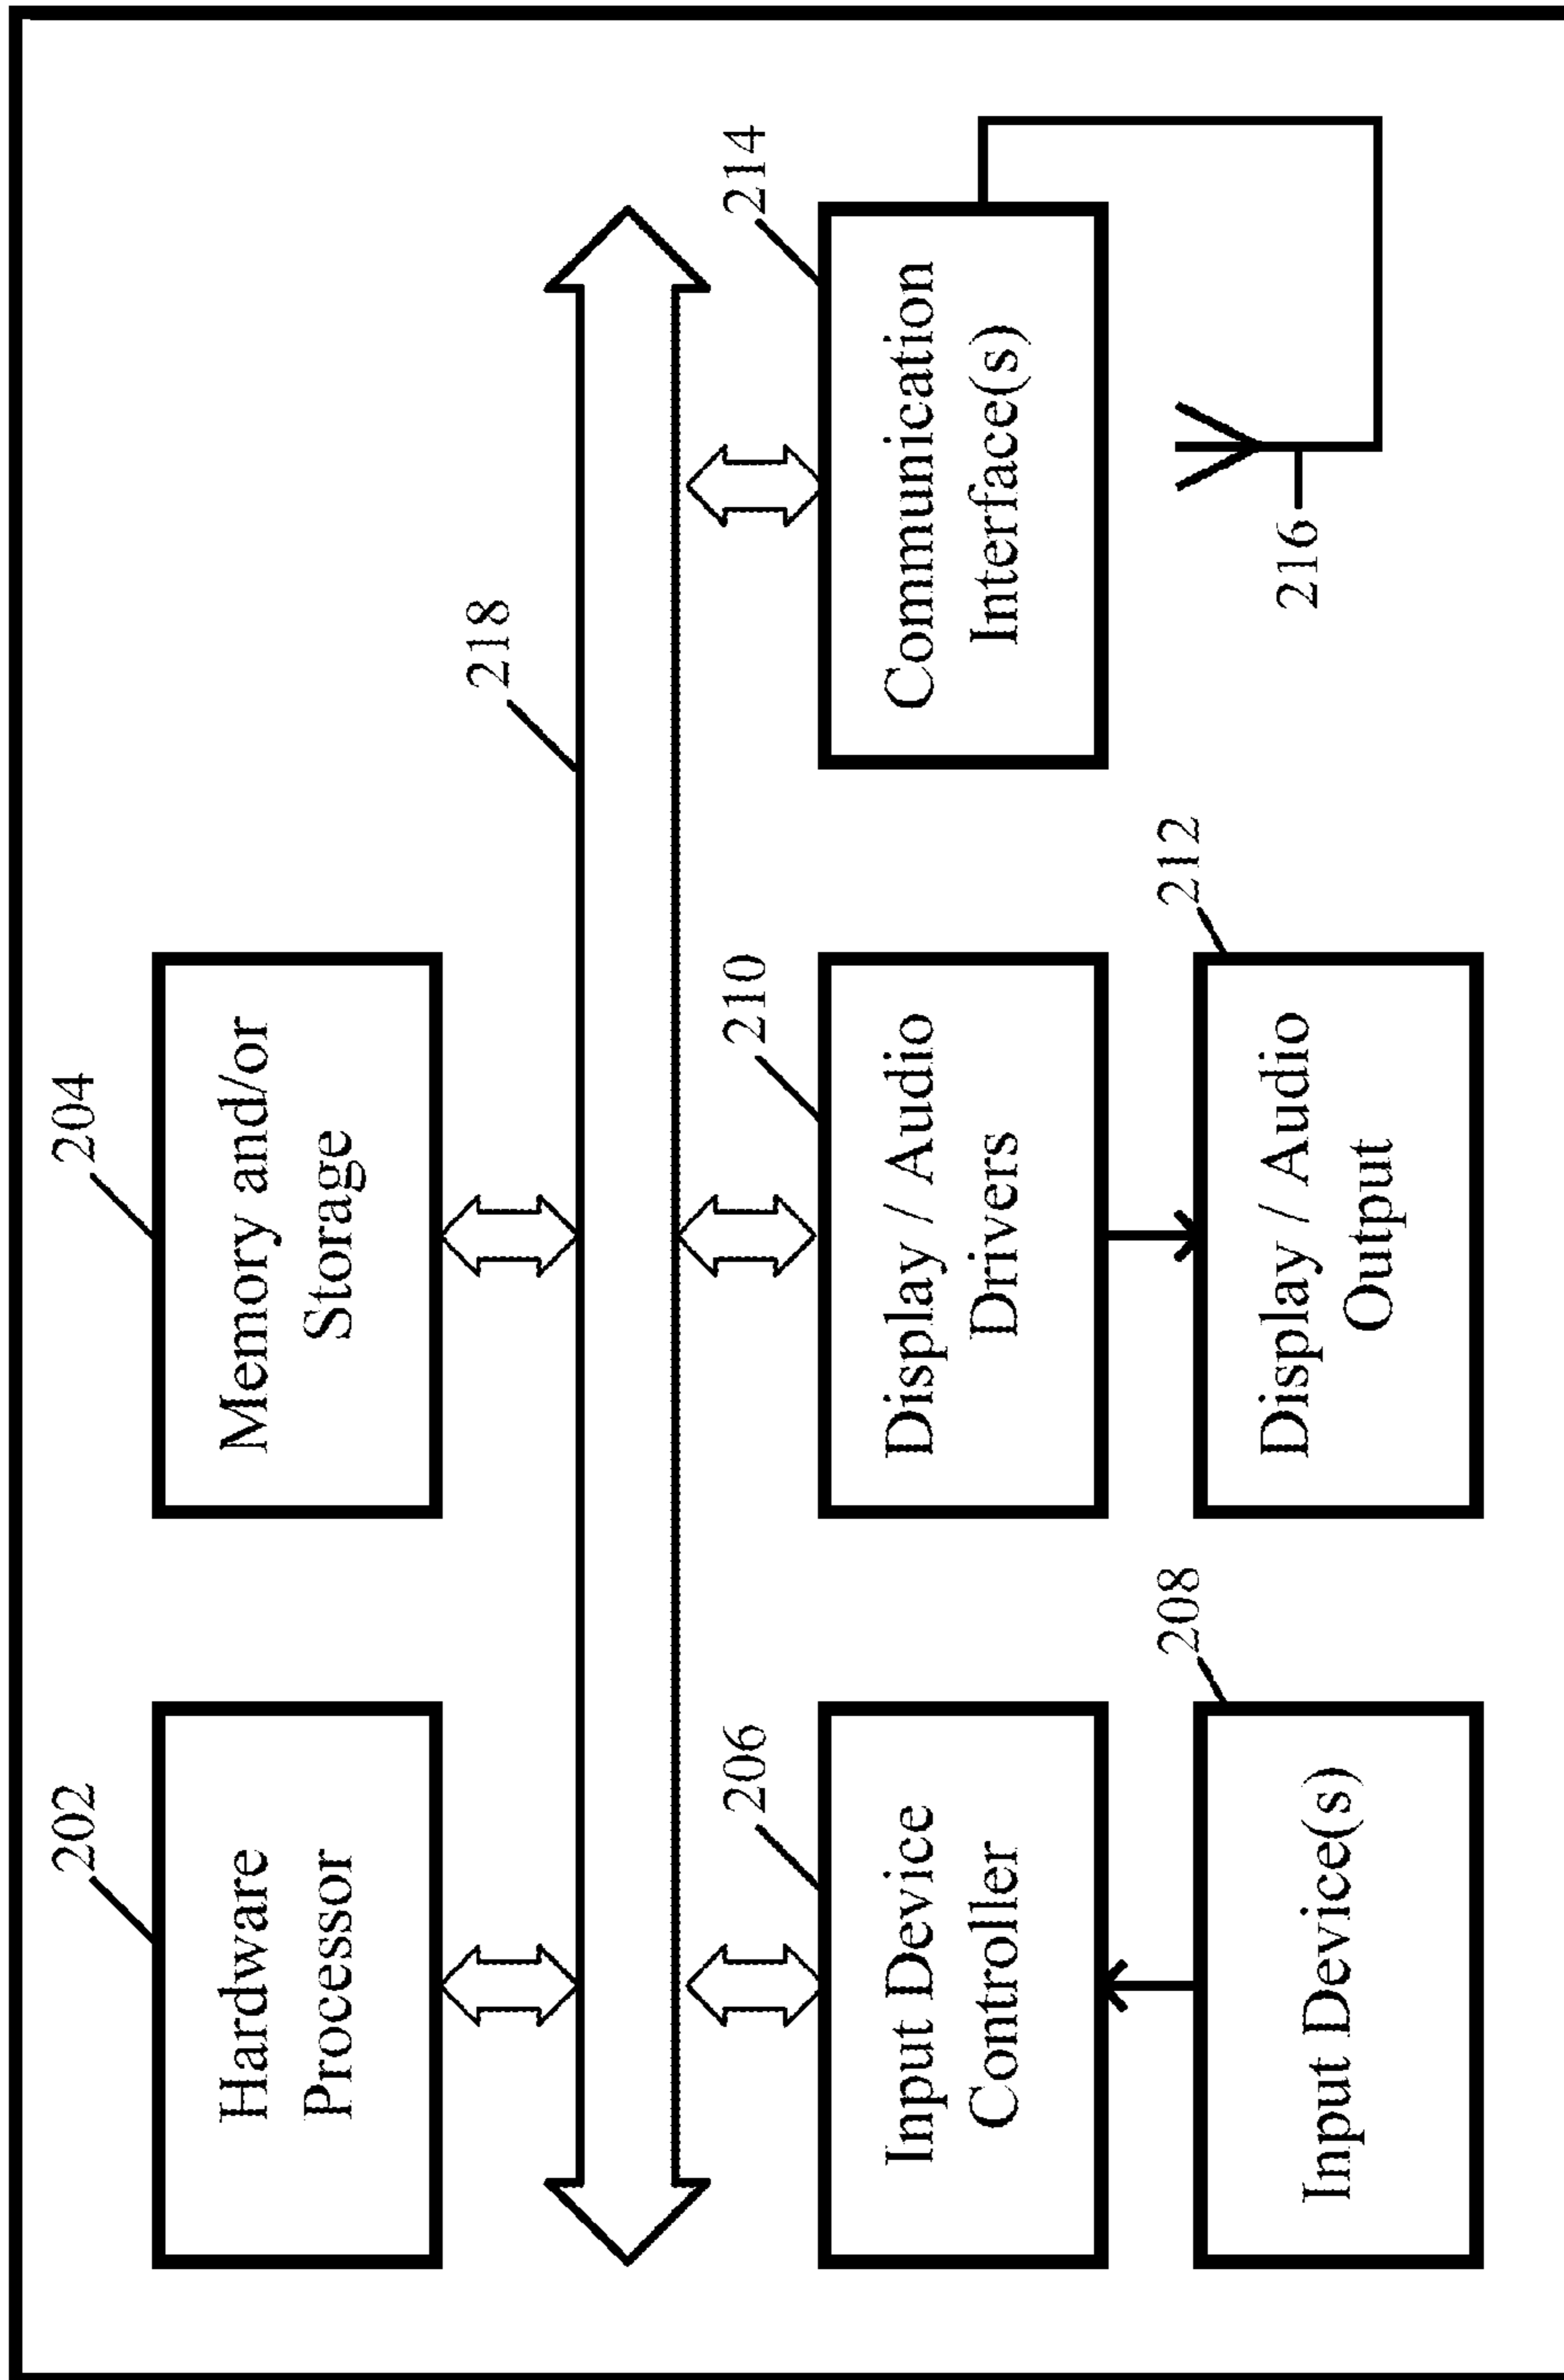 202
Hardware
Processor
204
Memory and/or
Storage
218
206
Input Device
Controller
210
Display / Audio
Drivers
214
Communication
Interface(s)
208
Input Device(s)
212
Display / Audio
Output
216